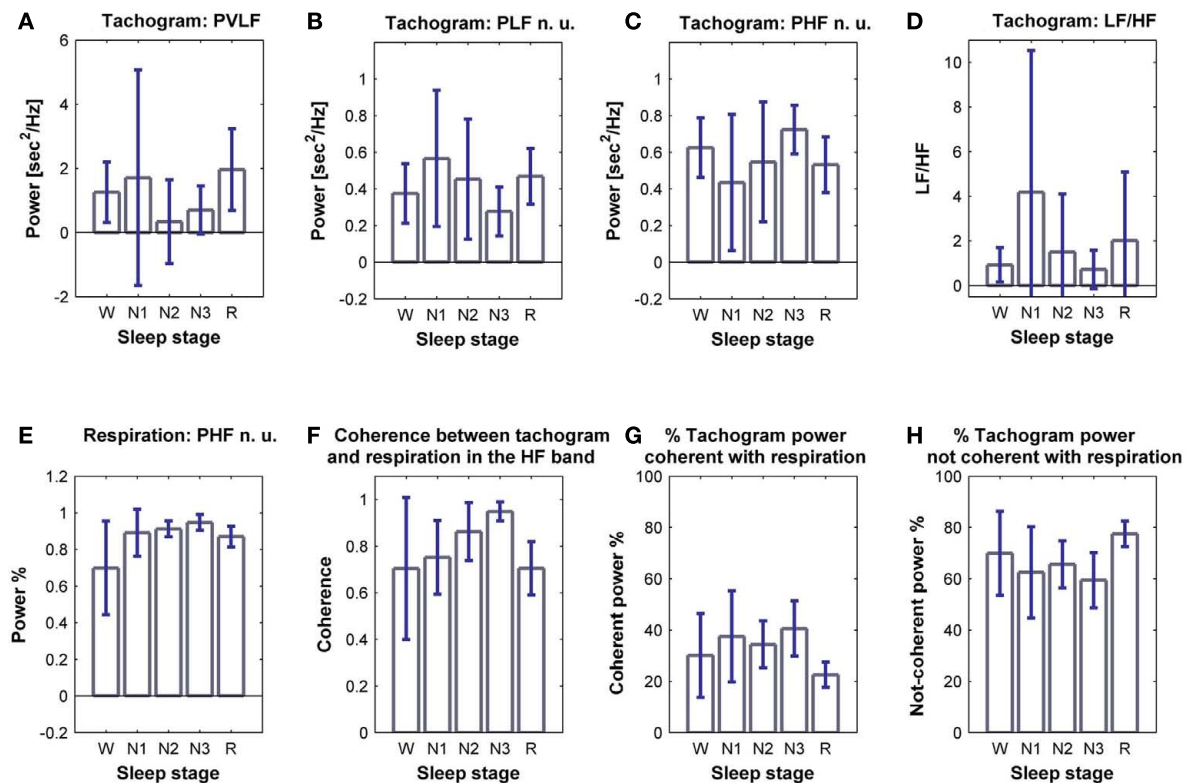 A
Tachogram: PVLF
Power [sec²/Hz]
6
4
2
0
-2
W N1 N2 N3 R
Sleep stage
B
Tachogram: PLF n. u.
Power [sec²/Hz]
1
0.8
0.6
0.4
0.2
0
-0.2
W N1 N2 N3 R
Sleep stage
C
Tachogram: PHF n. u.
Power [sec²/Hz]
1
0.8
0.6
0.4
0.2
0
-0.2
W N1 N2 N3 R
Sleep stage
D
Tachogram: LF/HF
LF/HF
10
8
6
4
2
0
W N1 N2 N3 R
Sleep stage
E
Respiration: PHF n. u.
Power %
1.2
1
0.8
0.6
0.4
0.2
0
-0.2
W N1 N2 N3 R
Sleep stage
F
Coherence between tachogram
and respiration in the HF band
Coherence
1
0.8
0.6
0.4
0.2
0
W N1 N2 N3 R
Sleep stage
G
% Tachogram power
coherent with respiration
Coherent power %
100
80
60
40
20
0
W N1 N2 N3 R
Sleep stage
H
% Tachogram power
not coherent with respiration
Not-coherent power %
100
80
60
40
20
0
W N1 N2 N3 R
Sleep stage